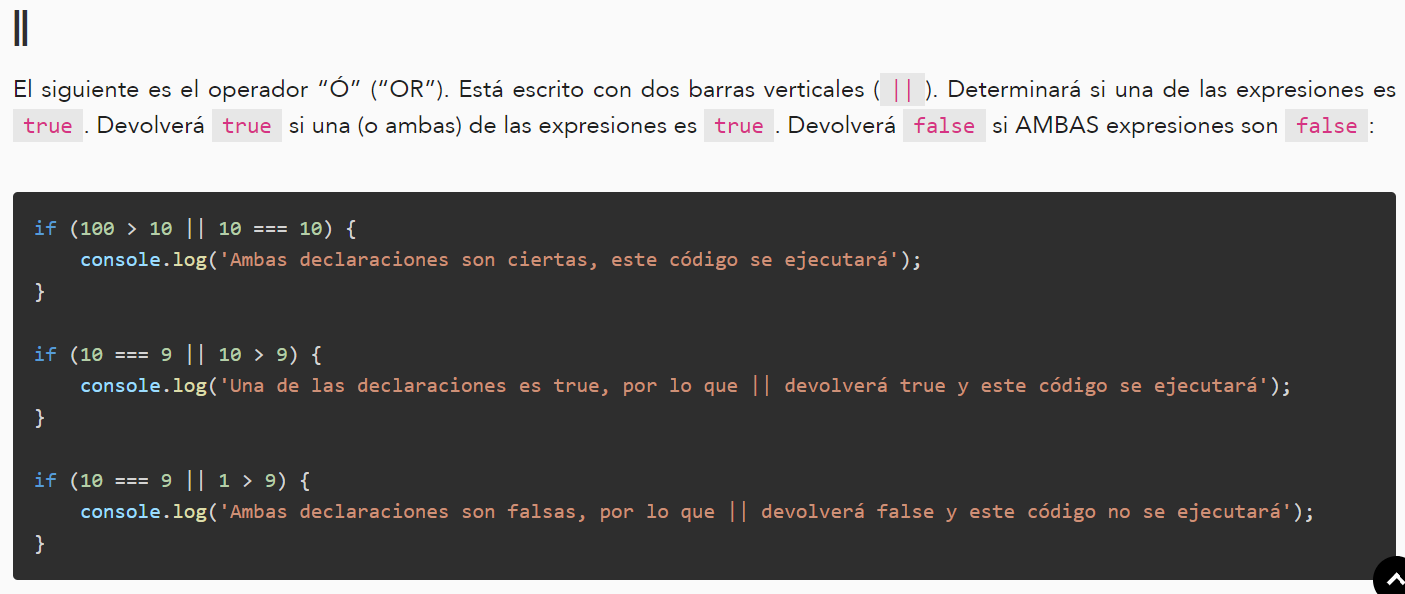 ||
El siguiente es el operador “Ó” (“OR”). Está escrito con dos barras verticales ( || ). Determinará si una de las expresiones es
true . Devolverá true si una (o ambas) de las expresiones es true . Devolverá false si AMBAS expresiones son false :
if (100 > 10 || 10 === 10) {
    console.log('Ambas declaraciones son ciertas, este código se ejecutará');
}
if (10 === 9 || 10 > 9) {
    console.log('Una de las declaraciones es true, por lo que || devolverá true y este código se ejecutará');
}
if (10 === 9 || 1 > 9) {
    console.log('Ambas declaraciones son falsas, por lo que || devolverá false y este código no se ejecutará');
}